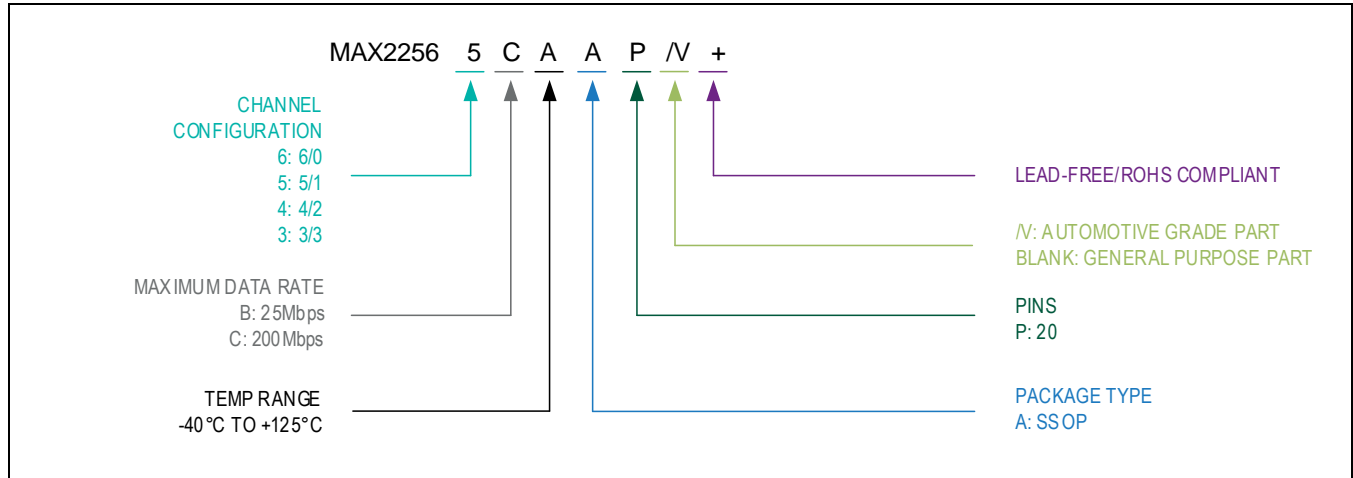 MAX2256 5 C A A P /V +
CHANNEL
CONFIGURATION
6: 6/0
5: 5/1
4: 4/2
3: 3/3
MAXIMUM DATA RATE
B: 25Mbps
C: 200Mbps
TEMP RANGE
-40°C TO +125°C
LEAD-FREE/ROHS COMPLIANT
/V: AUTOMOTIVE GRADE PART
BLANK: GENERAL PURPOSE PART
PINS
P: 20
PACKAGE TYPE
A: SSOP